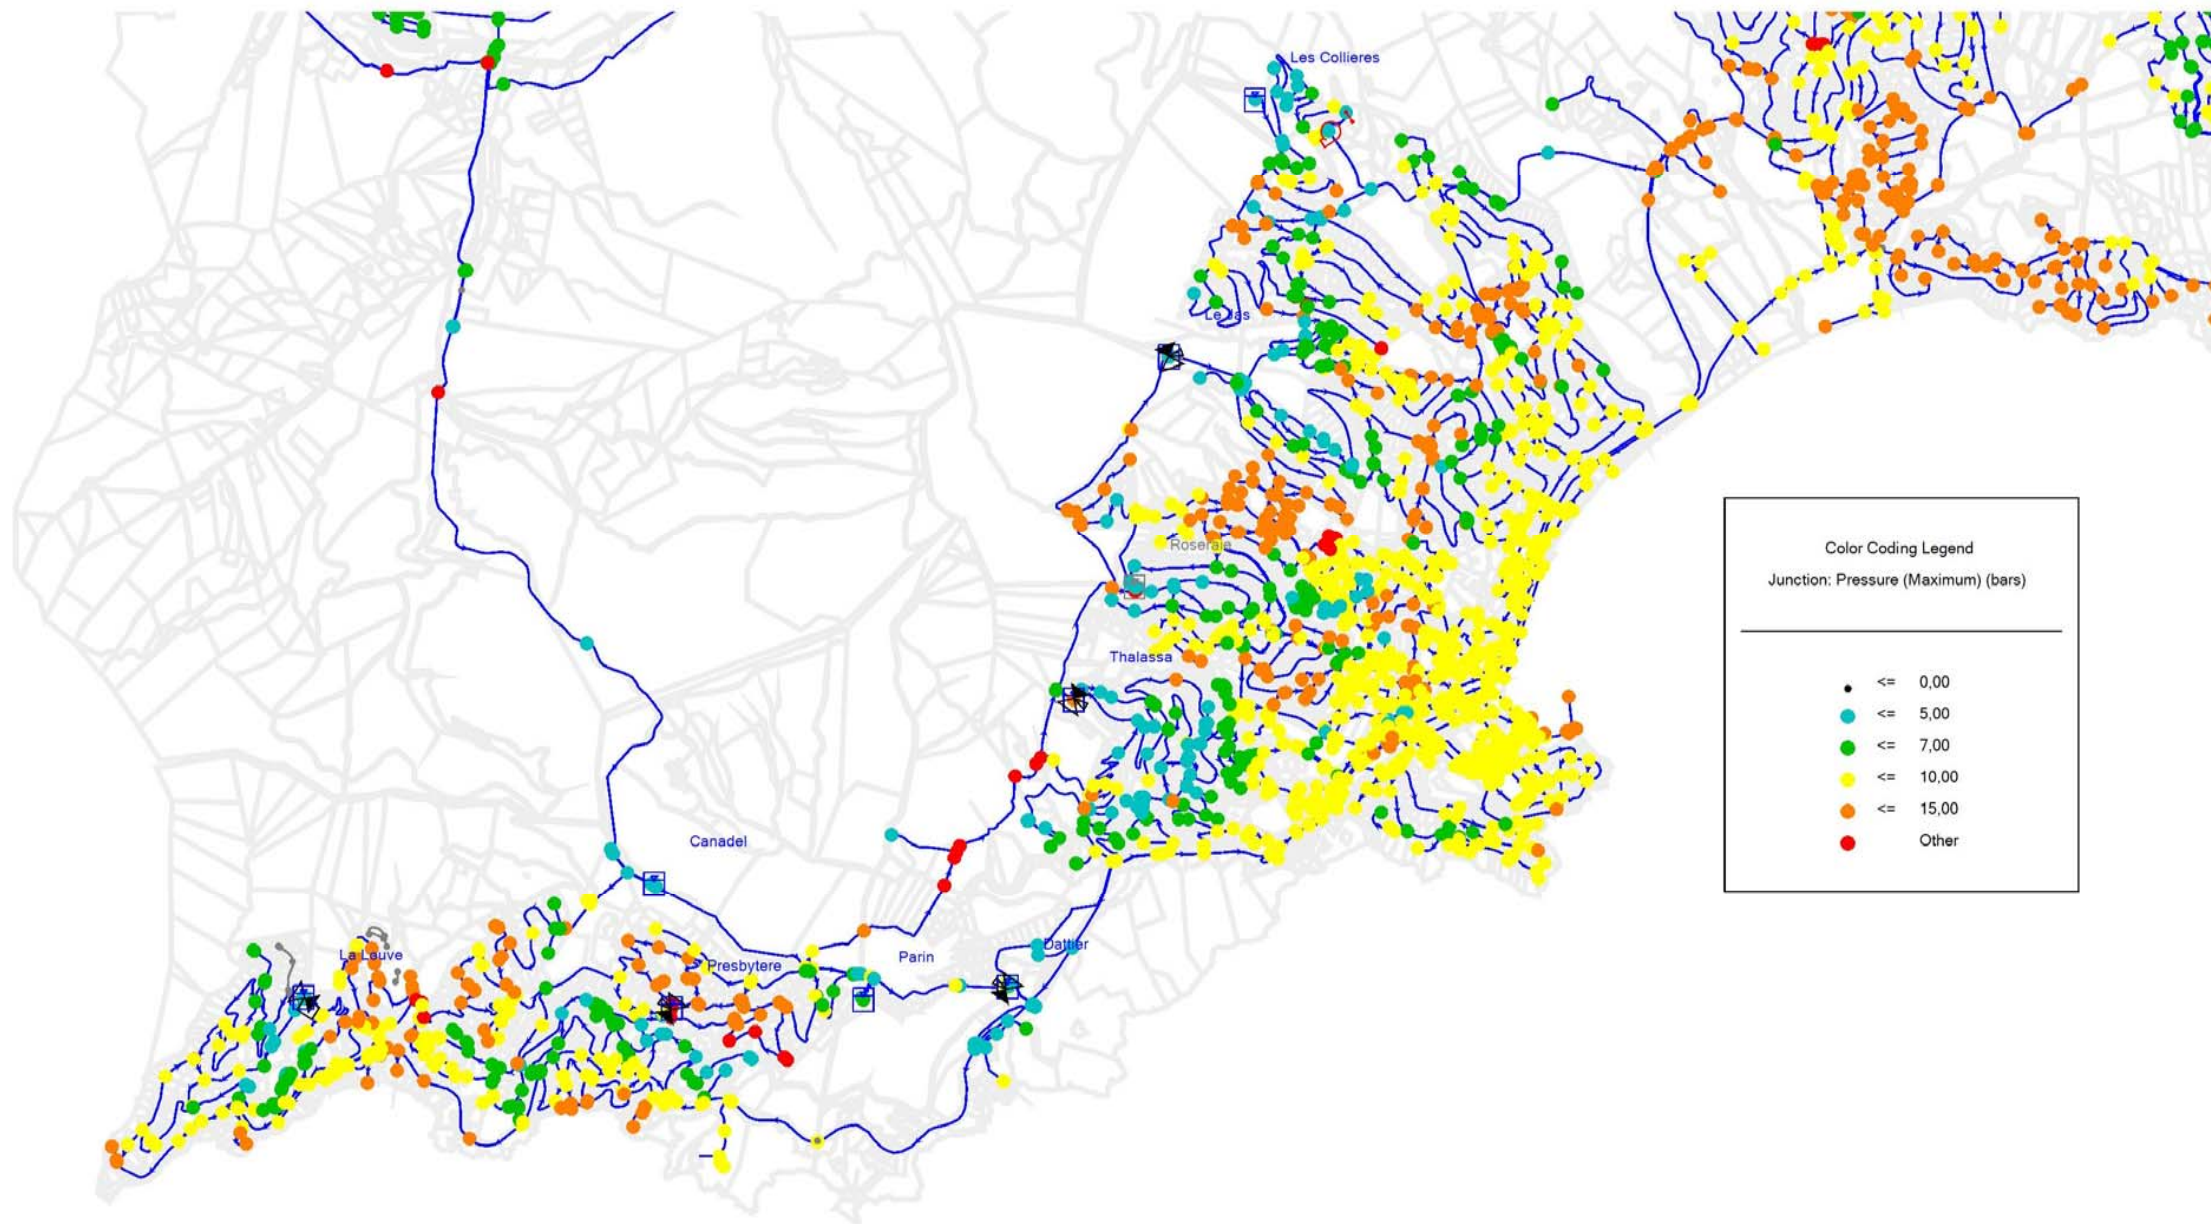 Les Collieres
Le Jas
Roseraie
Thalassa
Canadel
Parin
Dattier
Presbytere
La Louve
Color Coding Legend
Junction: Pressure (Maximum) (bars)
<= 0,00
<= 5,00
<= 7,00
<= 10,00
<= 15,00
Other